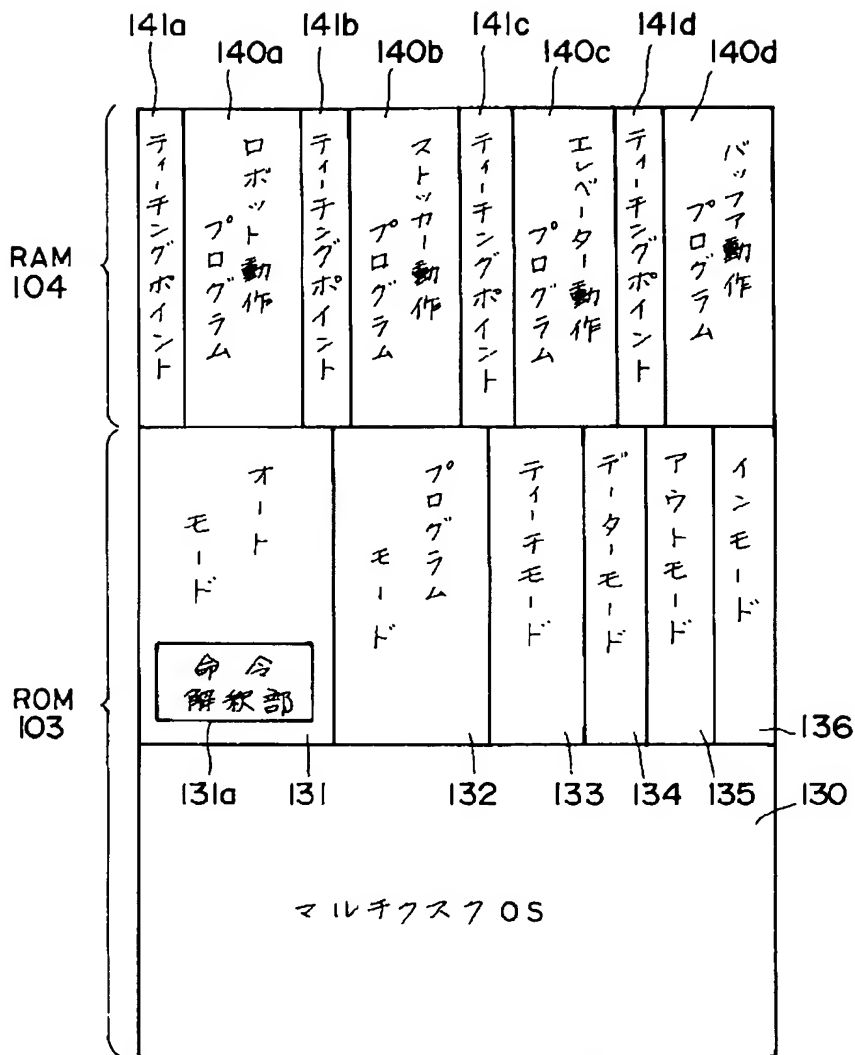 141a
140a
141b
140b
141c
140c
141d
140d
RAM
104
ティーチングポイント
ロボット動作
プログラム
ティーチングポイント
ストッカー動作
プログラム
ティーチングポイント
エレベーター動作
プログラム
ティーチングポイント
バッファ動作
プログラム
ROM
103
オート
モード
命令
解釈部
プログラム
モード
ティーチモード
データーモード
アウトモード
インモード
136
131a
131
132
133
134
135
130
マルチタスクOS